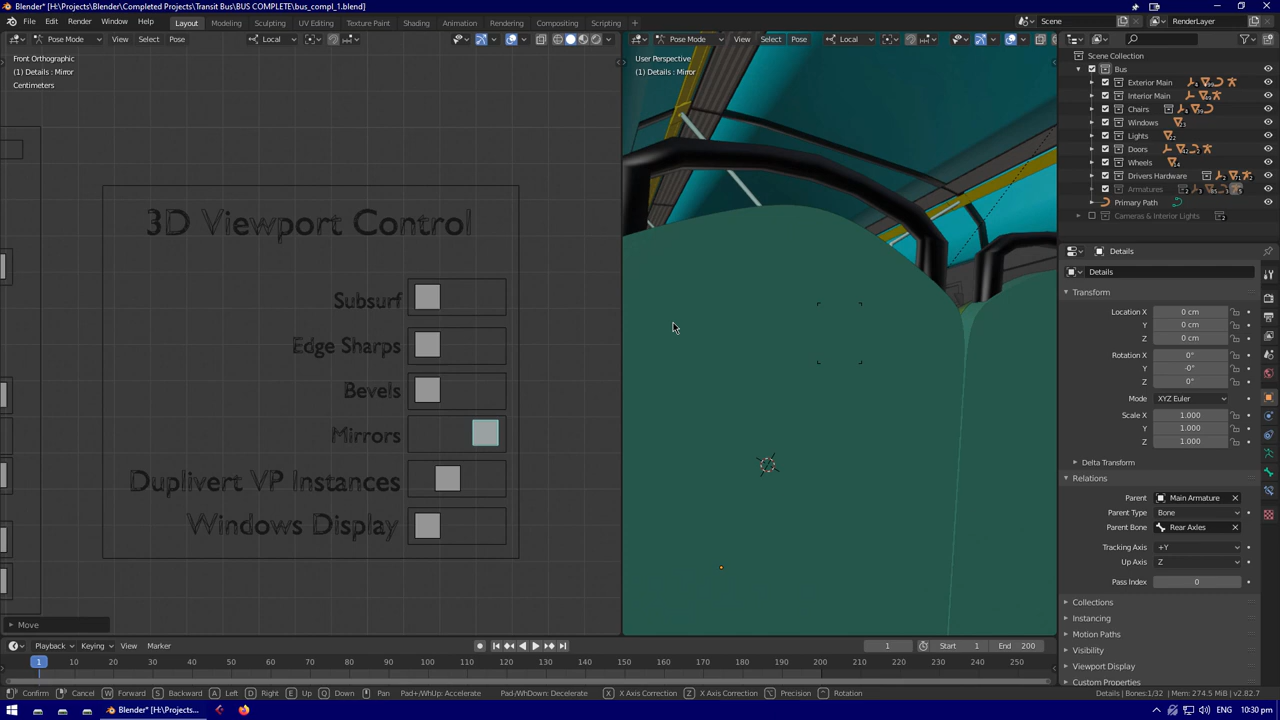 Blender* [H:\Projects\Blender\Completed Projects\Transit Bus\BUS COMPLETE\bus_compl_1.blend]
File Edit Render Window Help Layout Modeling Sculpting UV Editing Texture Paint Shading Animation Rendering Compositing Scripting Scene RenderLayer
Pose Mode View Select Pose Local Pose Mode View Select Pose Local
Front Orthographic
(1) Details : Mirror
Centimeters
User Perspective
(1) Details : Mirror
Scene Collection
Bus
Exterior Main
Interior Main
Chairs
Windows
Lights
Doors
Wheels
Drivers Hardware
Armatures
Primary Path
Cameras & Interior Lights
3D Viewport Control
Subsurf
Edge Sharps
Bevels
Mirrors
Duplivert VP Instances
Windows Display
Details
Details
Transform
Location X 0 cm
Y 0 cm
Z 0 cm
Rotation X 0°
Y -0°
Z 0°
Mode XYZ Euler
Scale X 1.000
Y 1.000
Z 1.000
Delta Transform
Relations
Parent Main Armature
Parent Type Bone
Parent Bone Rear Axles
Tracking Axis +Y
Up Axis Z
Pass Index 0
Collections
Instancing
Motion Paths
Visibility
Viewport Display
Custom Properties
Move
Playback Keying View Marker 1 Start 1 End 200
1 10 20 30 40 50 60 70 80 90 100 110 120 130 140 150 160 170 180 190 200 210 220 230 240 250
Confirm Cancel W Forward S Backward A Left D Right E Up Q Down Pan Pad+/WhUp: Accelerate Pad-/WhDown: Decelerate X X Axis Correction Z X Axis Correction Precision Rotation Details | Bones:1/32 | Mem: 274.5 MiB | v2.82.7
Blender* [H:\Projects... ENG 10:30 pm